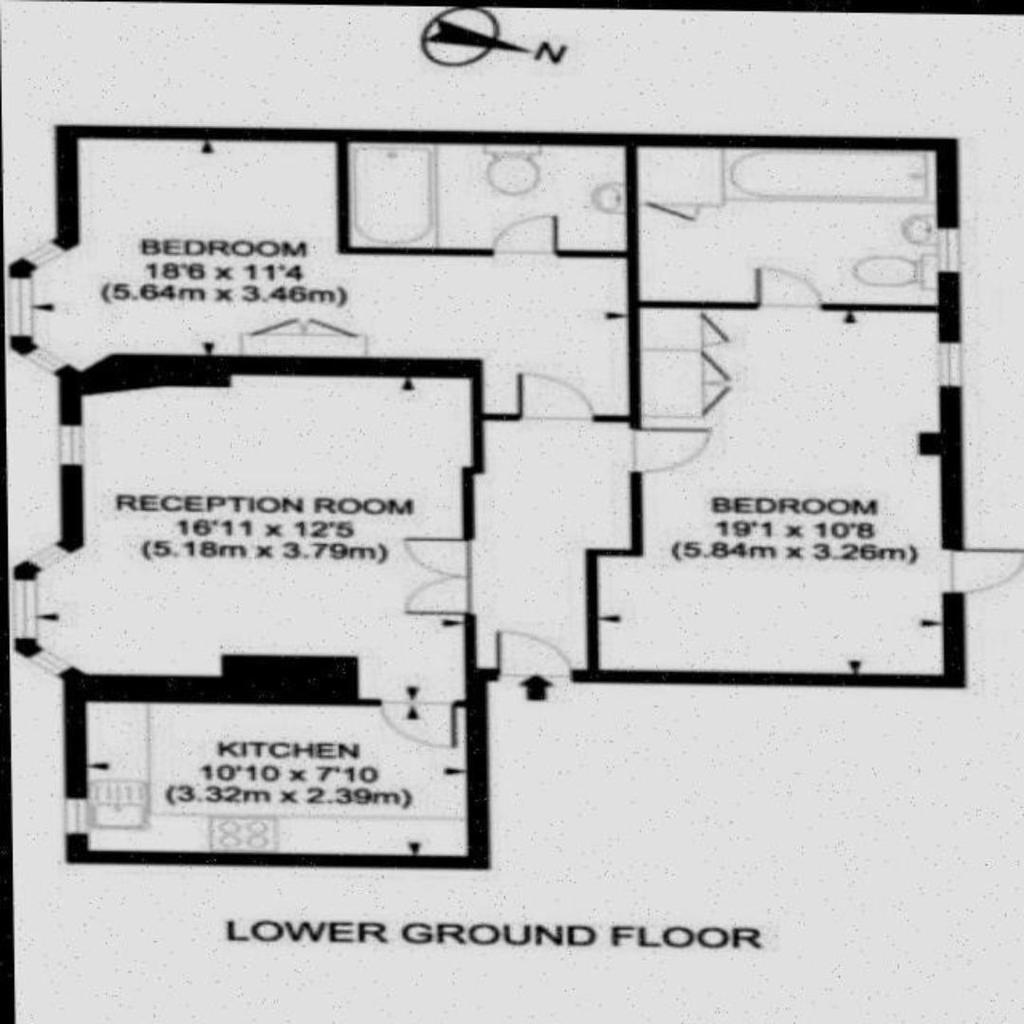 N
BEDROOM
18'6 x 11'4
(5.64m x 3.46m)
RECEPTION ROOM
16'11 x 12'5
(5.18m x 3.79m)
BEDROOM
19'1 x 10'8
(5.84m x 3.26m)
KITCHEN
10'10 x 7'10
(3.32m x 2.39m)
LOWER GROUND FLOOR